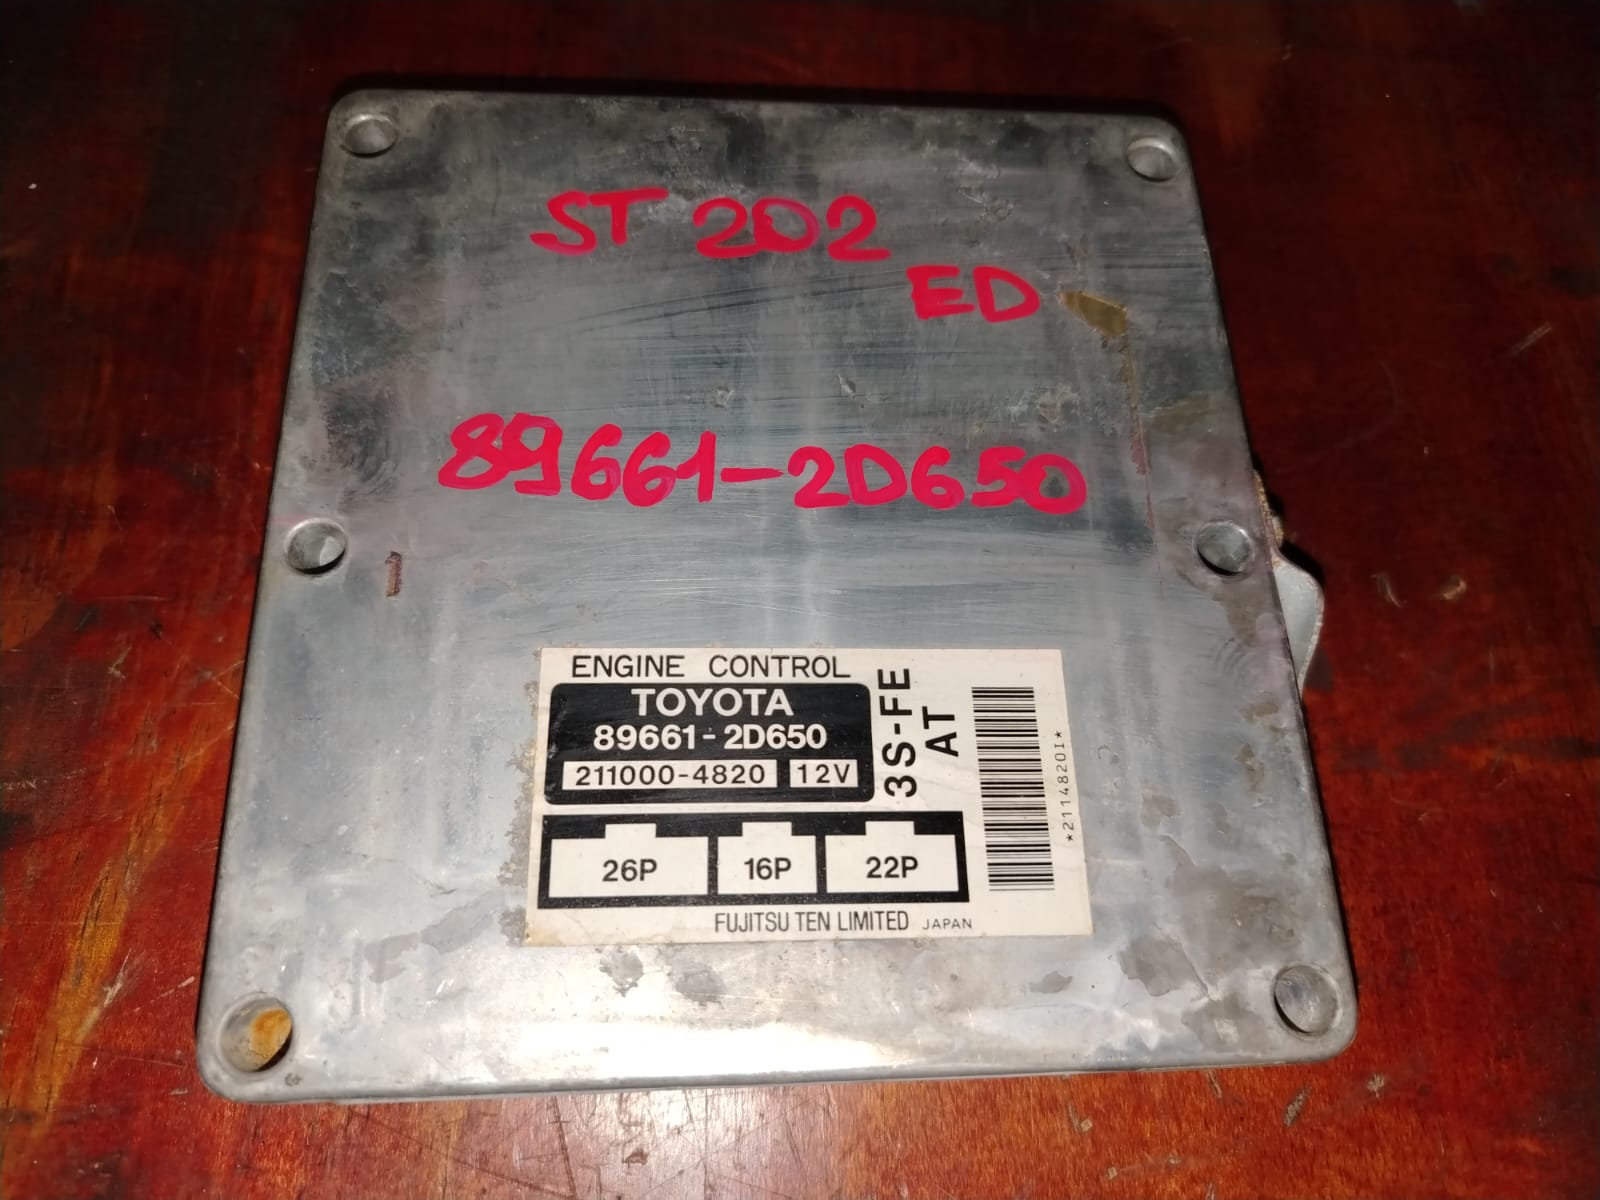 ST 202
ED
89661-2D650
ENGINE CONTROL
TOYOTA
89661-2D650
211000-4820 12V
3S-FE
AT
26P 16P 22P
FUJITSU TEN LIMITED JAPAN
*2114820I*